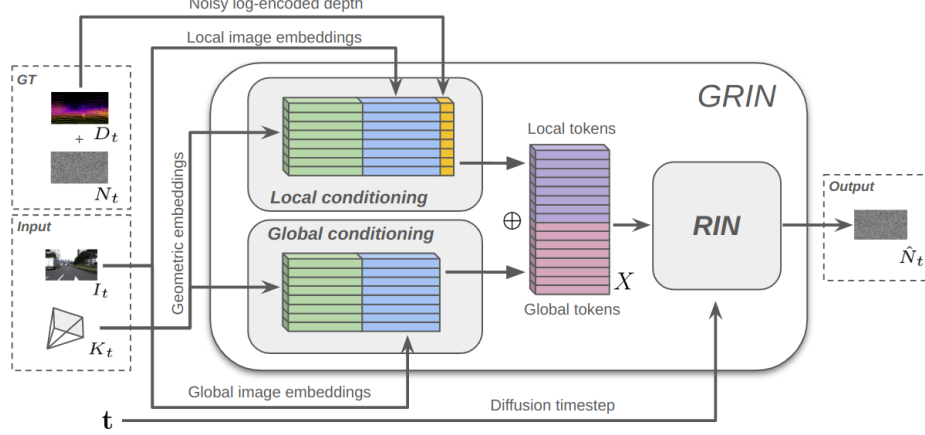 Noisy log-encoded depth
Local image embeddings
GT
D_t
+
N_t
Geometric embeddings
GRIN
Local conditioning
Local tokens
Global conditioning
⊕
RIN
X
Global tokens
Output
N̂_t
Input
I_t
K_t
Global image embeddings
Diffusion timestep
t